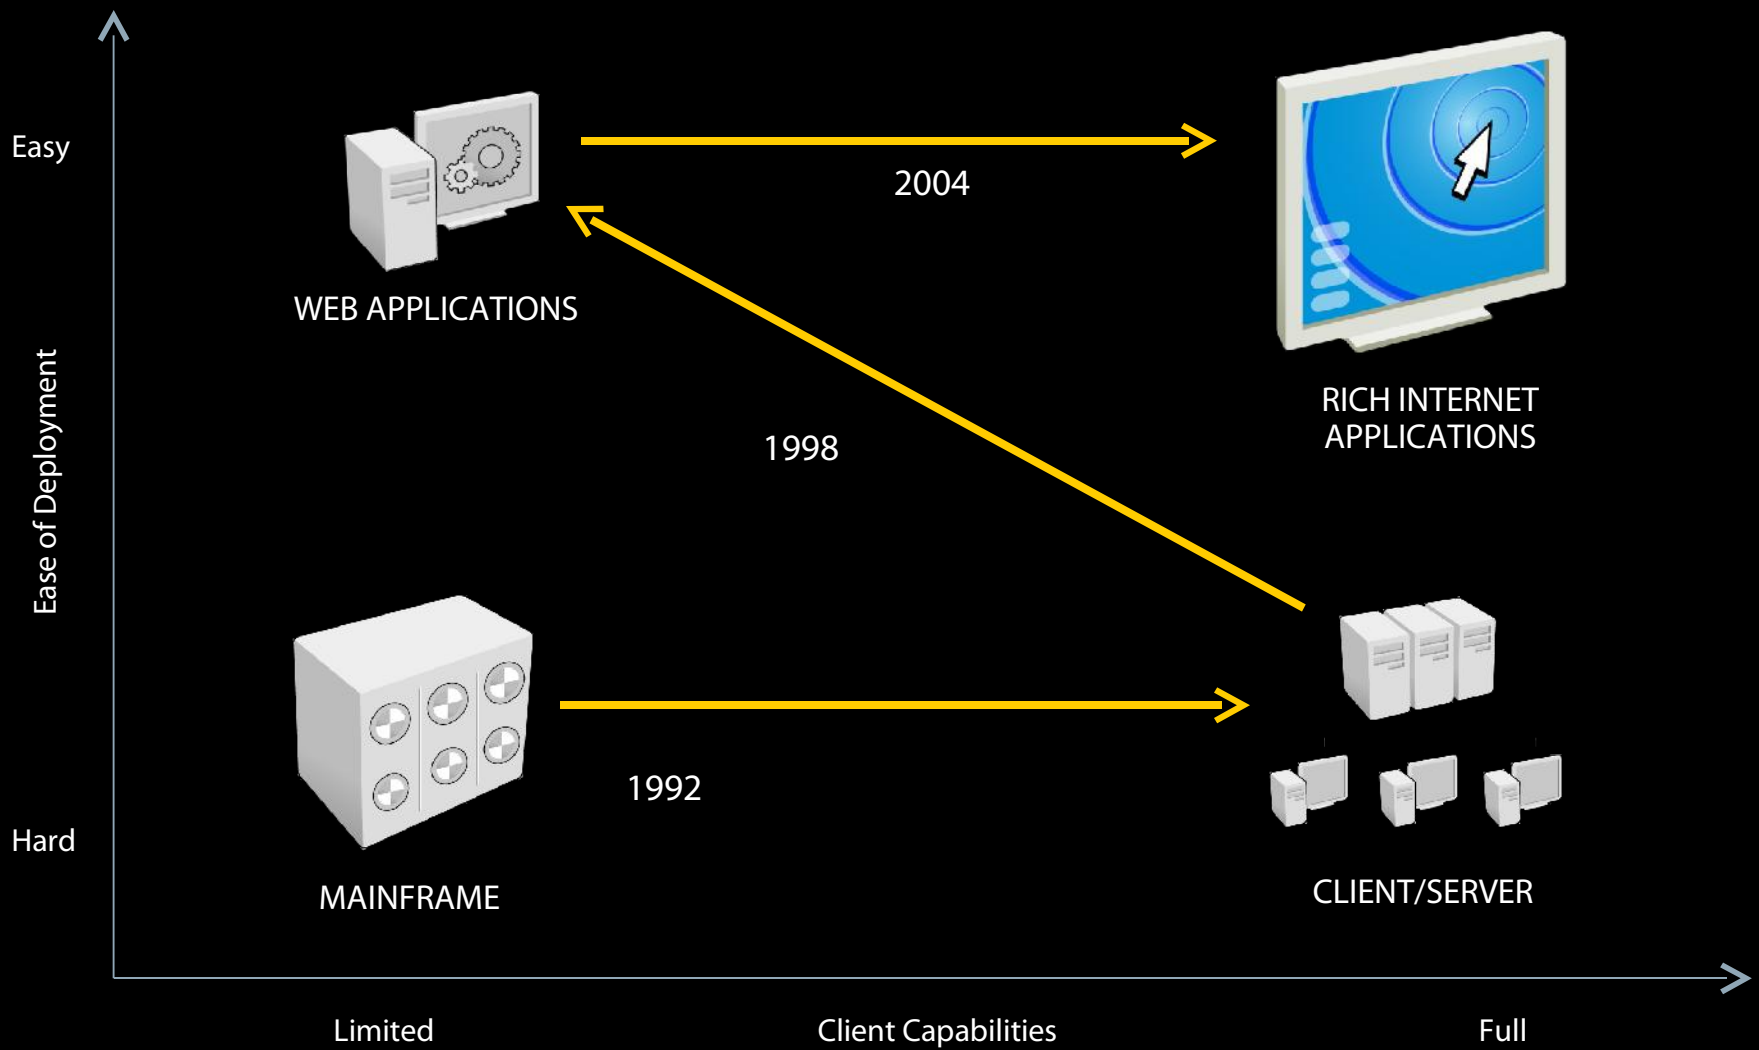 Easy
2004
WEB APPLICATIONS
RICH INTERNET
APPLICATIONS
1998
Ease of Deployment
1992
Hard
MAINFRAME
CLIENT/SERVER
Limited
Client Capabilities
Full